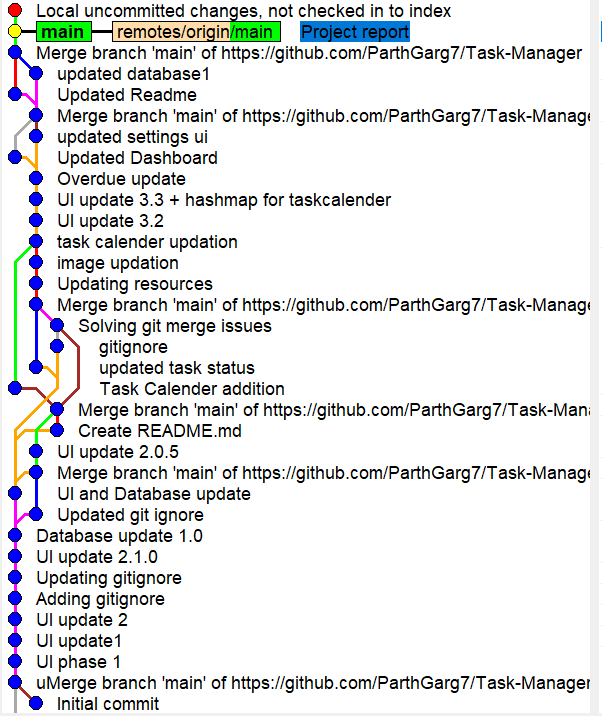 Local uncommitted changes, not checked in to index
main remotes/origin/main Project report
Merge branch 'main' of https://github.com/ParthGarg7/Task-Manager
updated database1
Updated Readme
Merge branch 'main' of https://github.com/ParthGarg7/Task-Manage
updated settings ui
Updated Dashboard
Overdue update
UI update 3.3 + hashmap for taskcalender
UI update 3.2
task calender updation
image updation
Updating resources
Merge branch 'main' of https://github.com/ParthGarg7/Task-Manage
Solving git merge issues
gitignore
updated task status
Task Calender addition
Merge branch 'main' of https://github.com/ParthGarg7/Task-Man
Create README.md
UI update 2.0.5
Merge branch 'main' of https://github.com/ParthGarg7/Task-Manage
UI and Database update
Updated git ignore
Database update 1.0
UI update 2.1.0
Updating gitignore
Adding gitignore
UI update 2
UI update1
UI phase 1
uMerge branch 'main' of https://github.com/ParthGarg7/Task-Manager
Initial commit